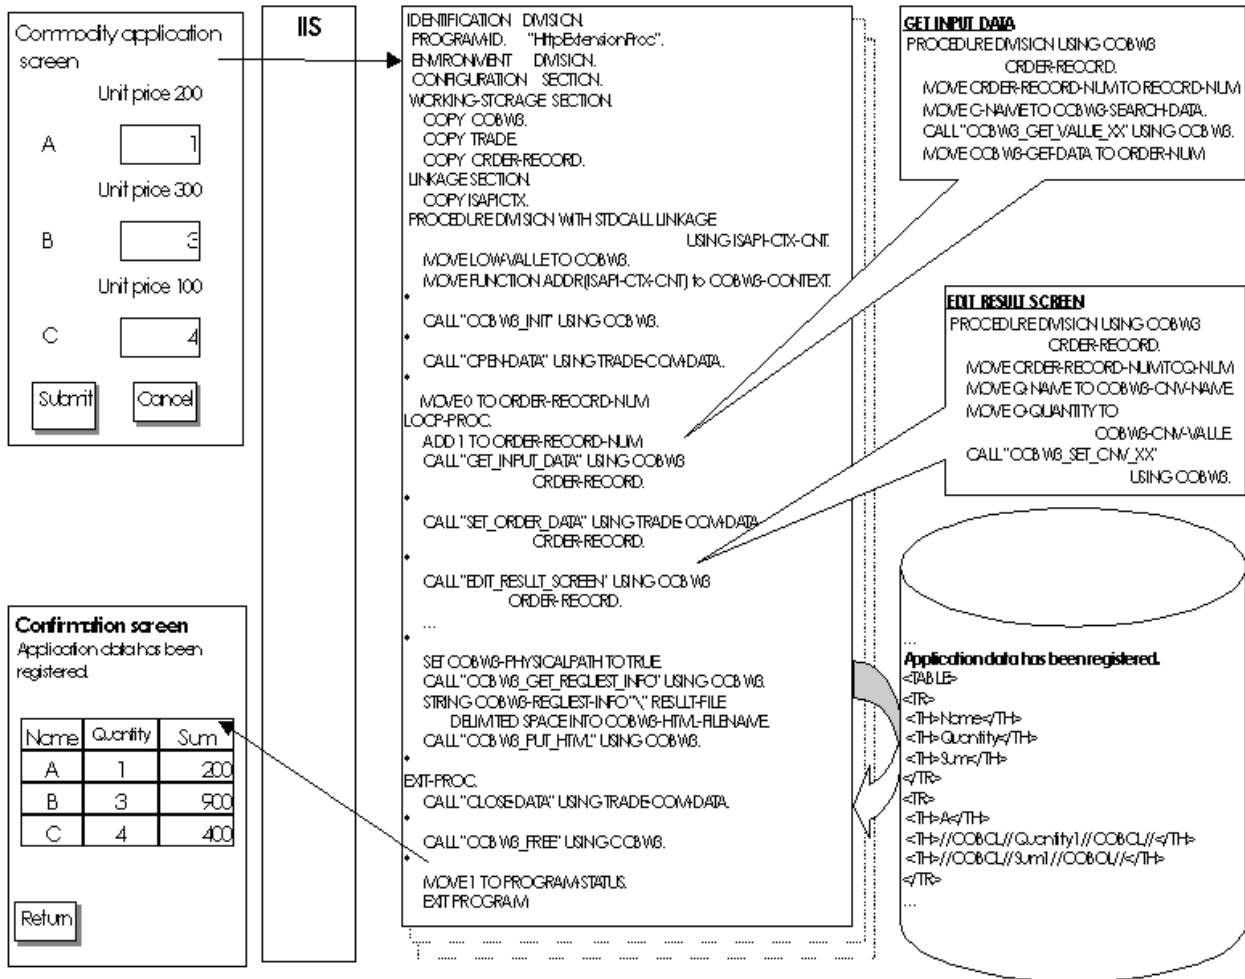 Commodity application
screen
Unit price 200
A
1
Unit price 300
B
3
Unit price 100
C
4
Submit
Cancel
IIS
IDENTIFICATION DIVISION.
PROGRAM-ID. "HttpExtensionProc".
ENVIRONMENT DIVISION.
CONFIGURATION SECTION.
WORKING-STORAGE SECTION.
COPY COBW3.
COPY TRADE.
COPY ORDER-RECORD.
LINKAGE SECTION.
COPY ISAPICTX.
PROCEDURE DIVISION WITH STDCALL LINKAGE
USING ISAPI-CTX-CNT.
MOVE LOW-VALUE TO COBW3.
MOVE FUNCTION ADDR(ISAPI-CTX-CNT) to COBW3-CONTEXT.
*
CALL "COBW3_INIT" USING COBW3.
*
CALL "OPEN-DATA" USING TRADE-COM-DATA.
*
MOVE 0 TO ORDER-RECORD-NUM
LOOP-PROC.
ADD 1 TO ORDER-RECORD-NUM
CALL "GET_INPUT_DATA" USING COBW3
ORDER-RECORD.
*
CALL "SET_ORDER_DATA" USING TRADE-COM-DATA
ORDER-RECORD.
*
CALL "EDIT_RESULT_SCREEN" USING COBW3
ORDER-RECORD.
...
*
SET COBW3-PHYSICALPATH TO TRUE.
CALL "COBW3_GET_REQUEST_INFO" USING COBW3.
STRING COBW3-REQUEST-INFO "\" RESULT-FILE
DELIMITED SPACE INTO COBW3-HTML-FILENAME.
CALL "COBW3_PUT_HTML" USING COBW3.
*
EXIT-PROC.
CALL "CLOSE-DATA" USING TRADE-COM-DATA.
*
CALL "COBW3_FREE" USING COBW3.
*
MOVE 1 TO PROGRAM-STATUS.
EXIT PROGRAM
GET INPUT DATA
PROCEDURE DIVISION USING COBW3
ORDER-RECORD.
MOVE ORDER-RECORD-NUM TO RECORD-NUM
MOVE O-NAME TO COBW3-SEARCH-DATA.
CALL "COBW3_GET_VALUE_XX" USING COBW3.
MOVE COBW3-GET-DATA TO ORDER-NUM
EDIT RESULT SCREEN
PROCEDURE DIVISION USING COBW3
ORDER-RECORD.
MOVE ORDER-RECORD-NUM TO O-NUM
MOVE O-NAME TO COBW3-CNV-NAME
MOVE O-QUANTITY TO
COBW3-CNV-VALUE.
CALL "COBW3_SET_CNV_XX"
USING COBW3.
...
Application data has been registered.
<TABLE>
<TR>
<TH>Name</TH>
<TH>Quantity</TH>
<TH>Sum</TH>
</TR>
<TR>
<TH>A</TH>
<TH>//COBOL//Quantity1//COBOL//</TH>
<TH>//COBOL//Sum1//COBOL//</TH>
</TR>
...
Confirmation screen
Application data has been
registered.
Name Quantity Sum
A 1 200
B 3 900
C 4 400
Return